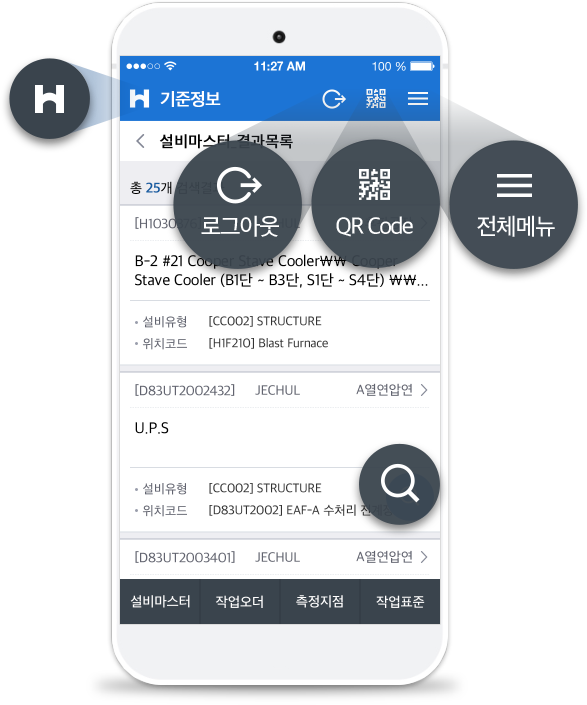 11:27 AM
100 %
H
H 기준정보
< 설비마스터 결과목록
총 25개
로그아웃
QR Code
전체메뉴
B-2 #21 Cooper Stave Cooler₩₩ Cooper
Stave Cooler (B1단 ~ B3단, S1단 ~ S4단) ₩₩...
• 설비유형 [CC002] STRUCTURE
• 위치코드 [H1F210] Blast Furnace
[D83UT2002432] JECHUL A열연압연 >
U.P.S
• 설비유형 [CC002] STRUCTURE
• 위치코드 [D83UT2002] EAF-A 수처리
[D83UT2003401] JECHUL A열연압연 >
설비마스터 작업오더 측정지점 작업표준